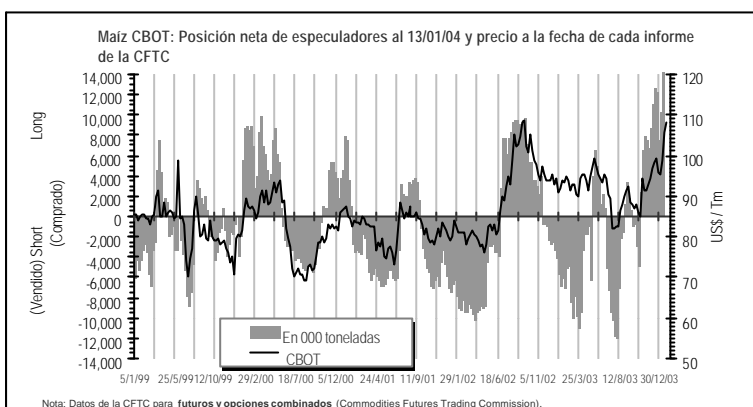 Maíz CBOT: Posición neta de especuladores al 13/01/04 y precio a la fecha de cada informe
de la CFTC
14,000
12,000
10,000
8,000
6,000
4,000
2,000
0
-2,000
-4,000
-6,000
-8,000
-10,000
-12,000
-14,000
Long
(Comprado)
(Vendido) Short
120
110
100
90
80
70
60
50
US$ / Tm
En 000 toneladas
CBOT
5/1/99 25/5/99 12/10/99 29/2/00 18/7/00 5/12/00 24/4/01 11/9/01 29/1/02 18/6/02 5/11/02 25/3/03 12/8/03 30/12/03
Nota: Datos de la CFTC para futuros y opciones combinados (Commodities Futures Trading Commission).